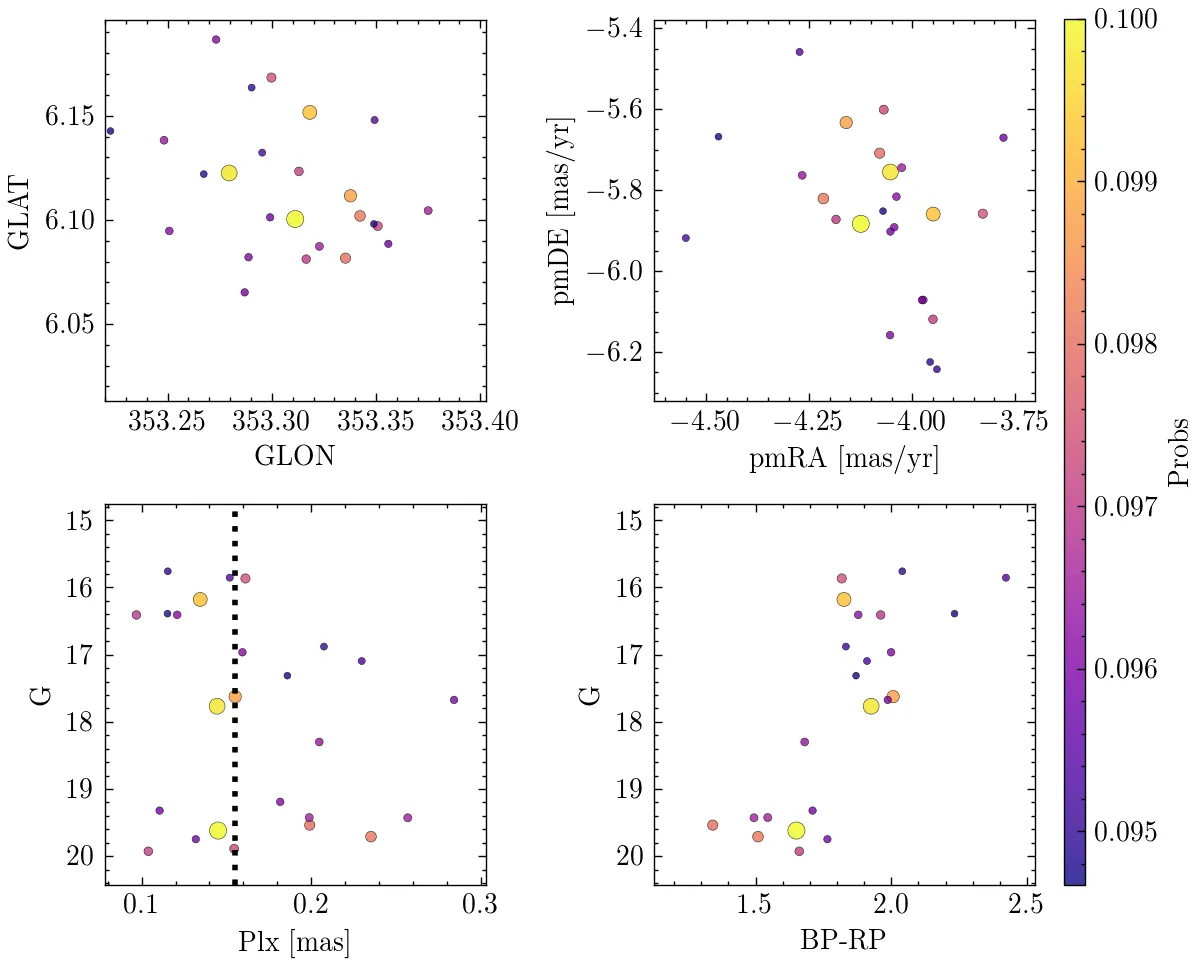 6.15
6.10
6.05
GLAT
353.25 353.30 353.35 353.40
GLON
−5.4
−5.6
−5.8
−6.0
−6.2
pmDE [mas/yr]
−4.50 −4.25 −4.00 −3.75
pmRA [mas/yr]
15
16
17
18
19
20
G
0.1 0.2 0.3
Plx [mas]
15
16
17
18
19
20
G
1.5 2.0 2.5
BP-RP
0.100
0.099
0.098
0.097
0.096
0.095
Probs